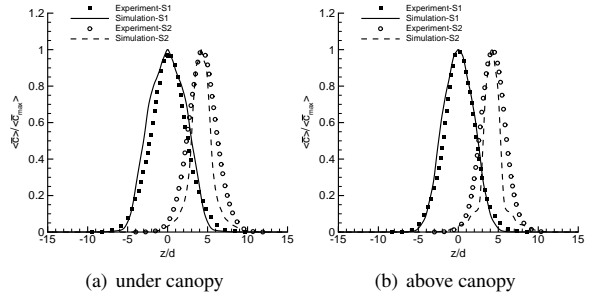 Experiment-S1
Simulation-S1
Experiment-S2
Simulation-S2
<c̅>/<c̅max>
1.2
1
0.8
0.6
0.4
0.2
0
-15 -10 -5 0 5 10 15
z/d
(a) under canopy
Experiment-S1
Simulation-S1
Experiment-S2
Simulation-S2
<c̅>/<c̅max>
1.2
1
0.8
0.6
0.4
0.2
0
-15 -10 -5 0 5 10 15
z/d
(b) above canopy